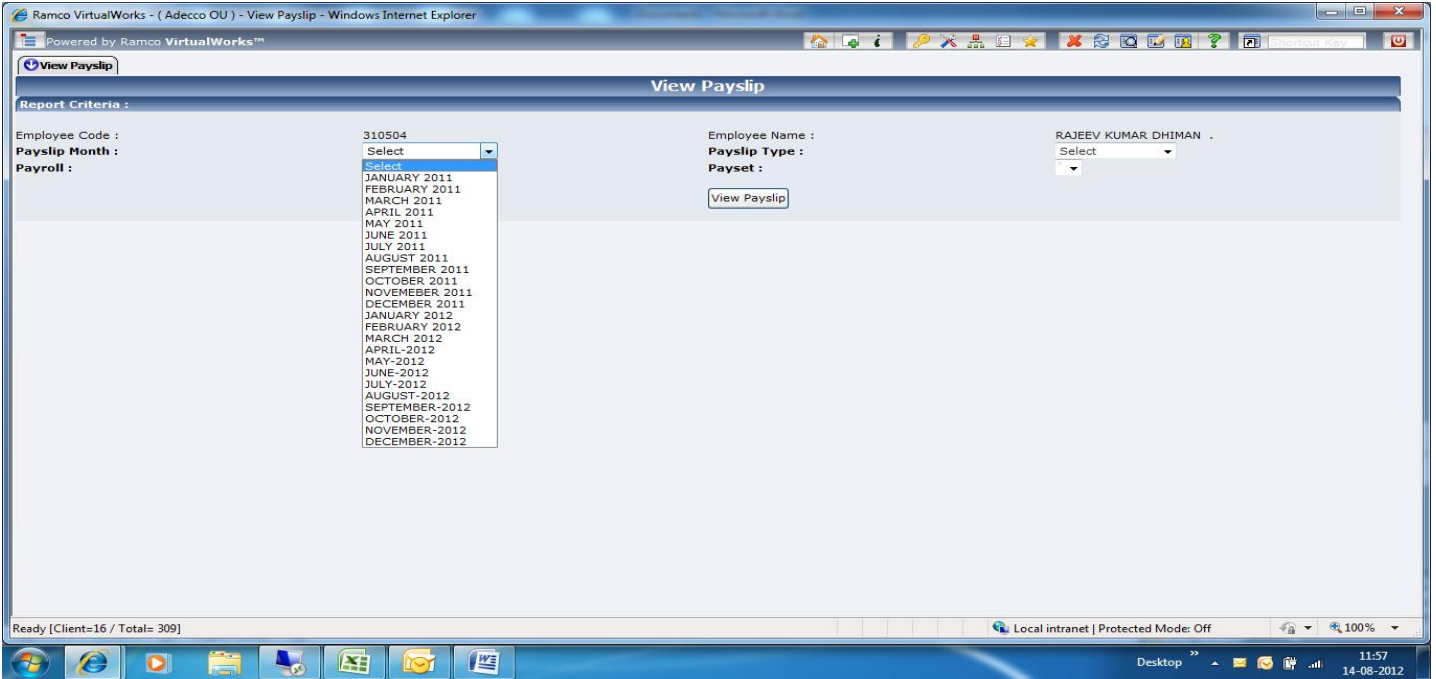 Ramco VirtualWorks - ( Adecco OU ) - View Payslip - Windows Internet Explorer
Powered by Ramco VirtualWorks™
Shortcut Key
View Payslip
View Payslip
Report Criteria :
Employee Code : 310504 Employee Name : RAJEEV KUMAR DHIMAN .
Payslip Month : Select Payslip Type : Select
Payroll : Payset :
View Payslip
Select
JANUARY 2011
FEBRUARY 2011
MARCH 2011
APRIL 2011
MAY 2011
JUNE 2011
JULY 2011
AUGUST 2011
SEPTEMBER 2011
OCTOBER 2011
NOVEMEBER 2011
DECEMBER 2011
JANUARY 2012
FEBRUARY 2012
MARCH 2012
APRIL-2012
MAY-2012
JUNE-2012
JULY-2012
AUGUST-2012
SEPTEMBER-2012
OCTOBER-2012
NOVEMBER-2012
DECEMBER-2012
Ready [Client=16 / Total= 309] Local intranet | Protected Mode: Off 100%
Desktop » 11:57
14-08-2012